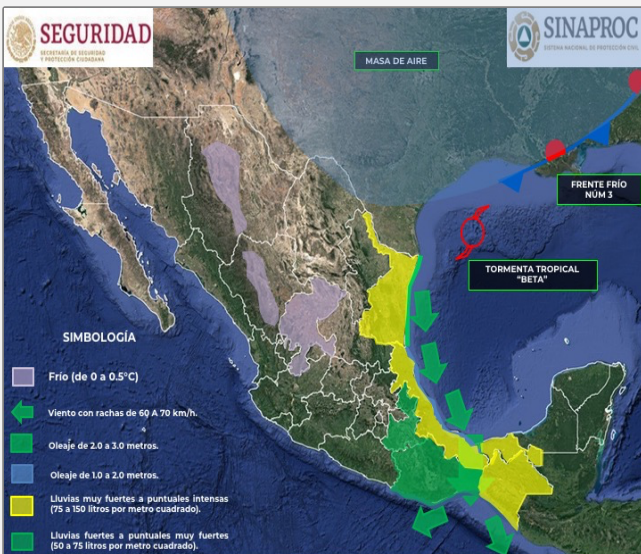 SEGURIDAD
SECRETARÍA DE SEGURIDAD
Y PROTECCIÓN CIUDADANA
SINAPROC
SISTEMA NACIONAL DE PROTECCIÓN CIVIL
MASA DE AIRE
FRENTE FRÍO
NÚM 3
TORMENTA TROPICAL
"BETA"
SIMBOLOGÍA
Frío (de 0 a 0.5°C)
Viento con rachas de 60 A 70 km/h.
Oleaje de 2.0 a 3.0 metros.
Oleaje de 1.0 a 2.0 metros.
Lluvias muy fuertes a puntuales intensas
(75 a 150 litros por metro cuadrado).
Lluvias fuertes a puntuales muy fuertes
(50 a 75 litros por metro cuadrado).